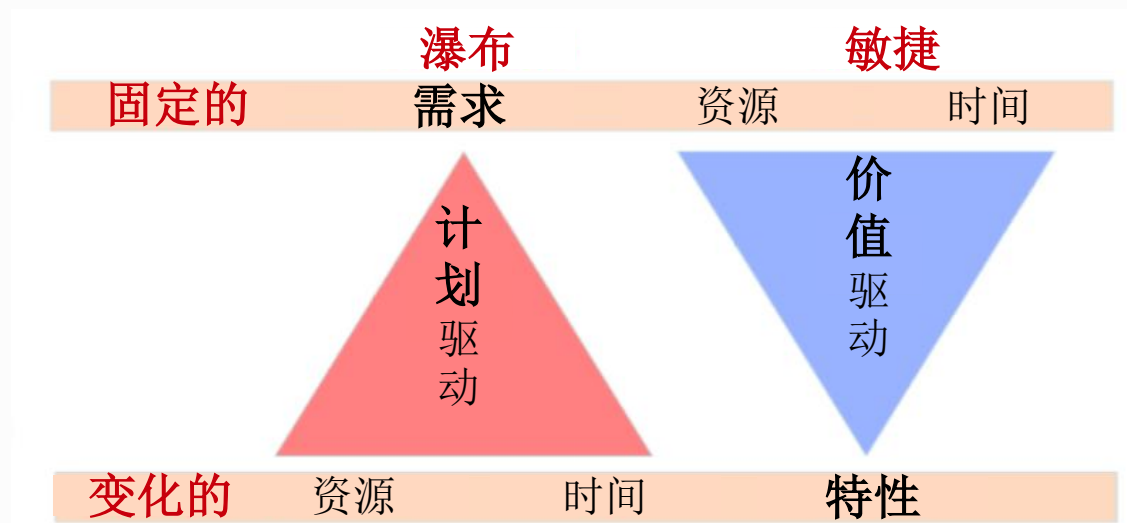 瀑布 敏捷
固定的 需求 资源 时间
计划驱动
价值驱动
变化的 资源 时间 特性